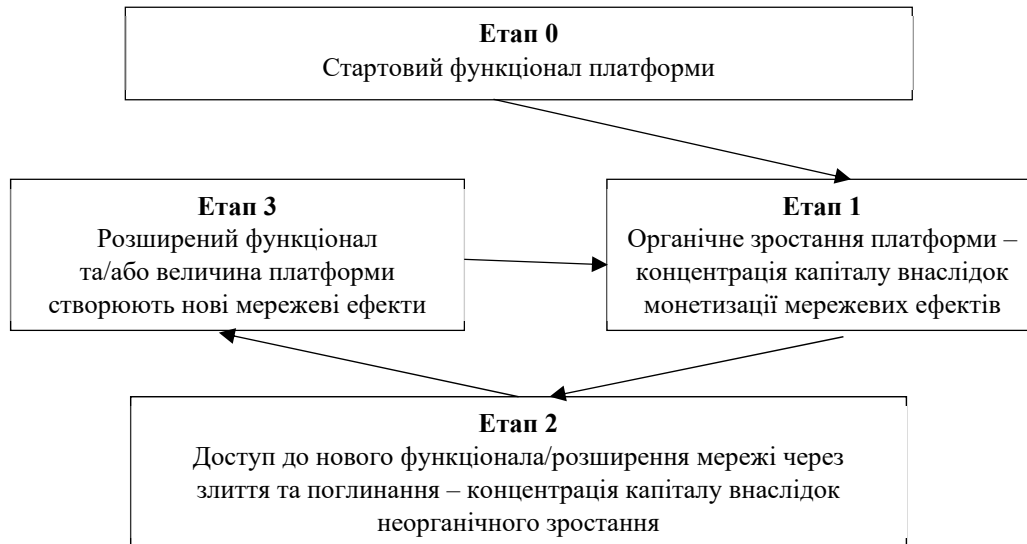 Етап 0
Стартовий функціонал платформи
Етап 3
Розширений функціонал
та/або величина платформи
створюють нові мережеві ефекти
Етап 1
Органічне зростання платформи –
концентрація капіталу внаслідок
монетизації мережевих ефектів
Етап 2
Доступ до нового функціонала/розширення мережі через
злиття та поглинання – концентрація капіталу внаслідок
неорганічного зростання